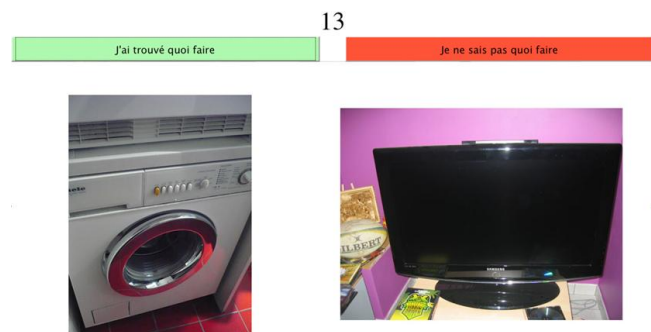 13
J'ai trouvé quoi faire
Je ne sais pas quoi faire
GILBERT
SAMSUNG